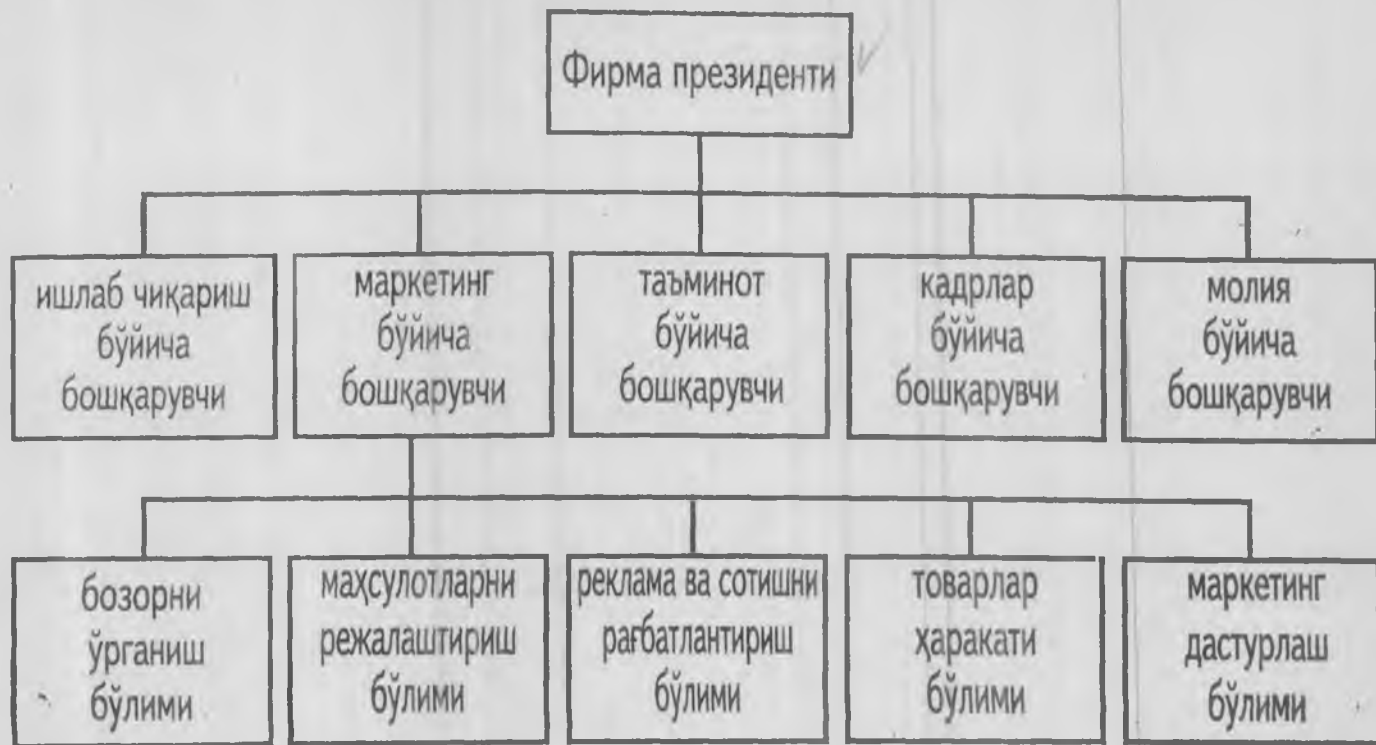 Фирма президенти
ишлаб чиқариш
бўйича
бошқарувчи
маркетинг
бўйича
бошқарувчи
таъминот
бўйича
бошқарувчи
кадрлар
бўйича
бошқарувчи
молия
бўйича
бошқарувчи
бозорни
ўрганиш
бўлими
маҳсулотларни
режалаштириш
бўлими
реклама ва сотишни
рағбатлантириш
бўлими
товарлар
ҳаракати
бўлими
маркетинг
дастурлаш
бўлими